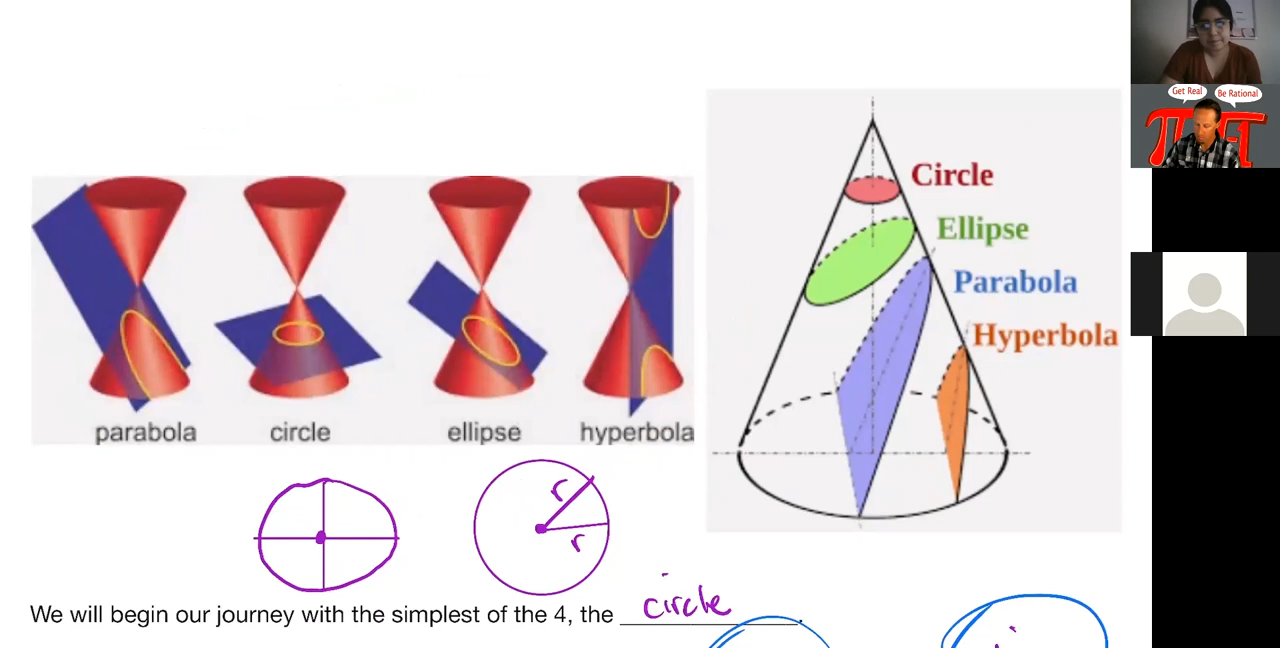 Get Real
Be Rational
Circle
Ellipse
Parabola
Hyperbola
parabola
circle
ellipse
hyperbola
r
r
We will begin our journey with the simplest of the 4, the circle.